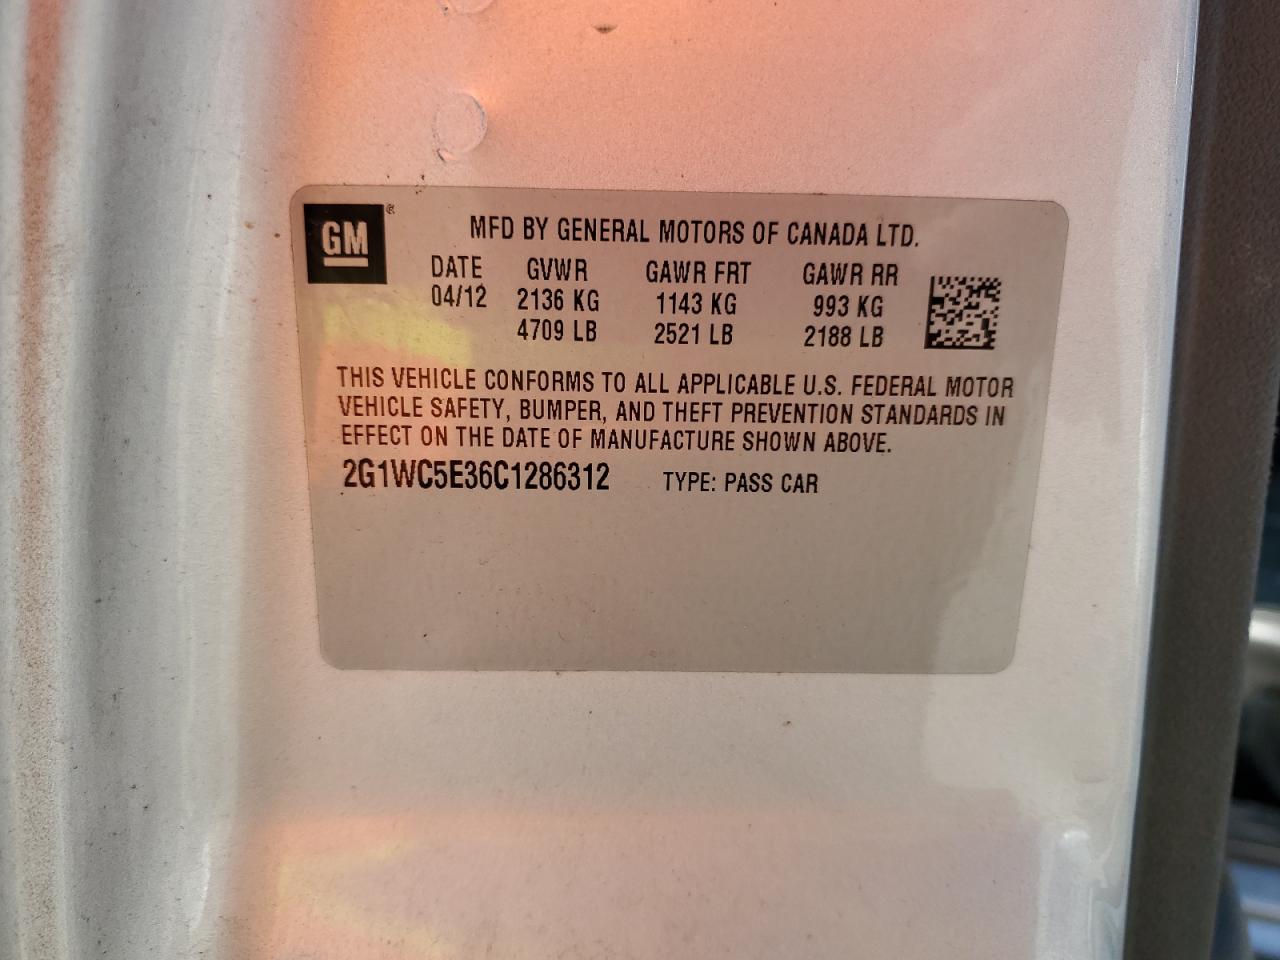 GM®
MFD BY GENERAL MOTORS OF CANADA LTD.
DATE GVWR GAWR FRT GAWR RR
04/12 2136 KG 1143 KG 993 KG
4709 LB 2521 LB 2188 LB
THIS VEHICLE CONFORMS TO ALL APPLICABLE U.S. FEDERAL MOTOR
VEHICLE SAFETY, BUMPER, AND THEFT PREVENTION STANDARDS IN
EFFECT ON THE DATE OF MANUFACTURE SHOWN ABOVE.
2G1WC5E36C1286312 TYPE: PASS CAR